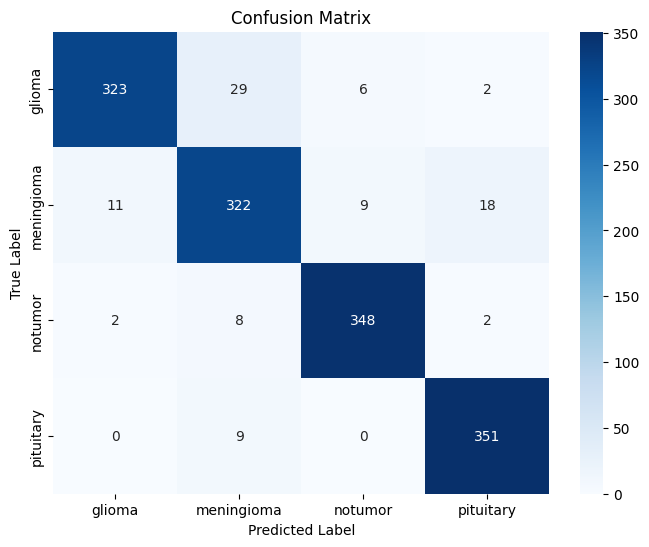 Confusion Matrix
True Label
glioma
323 29 6 2
meningioma
11 322 9 18
notumor
2 8 348 2
pituitary
0 9 0 351
glioma meningioma notumor pituitary
Predicted Label
350
300
250
200
150
100
50
0